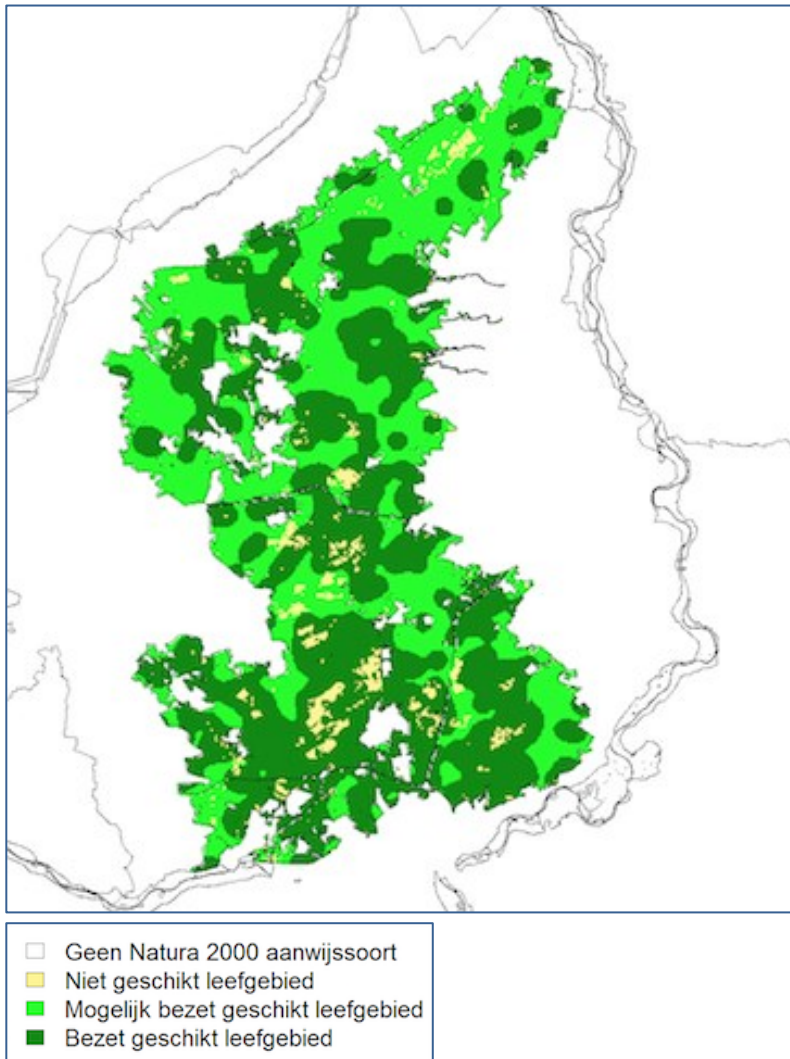 Geen Natura 2000 aanwijssoort
Niet geschikt leefgebied
Mogelijk bezet geschikt leefgebied
Bezet geschikt leefgebied